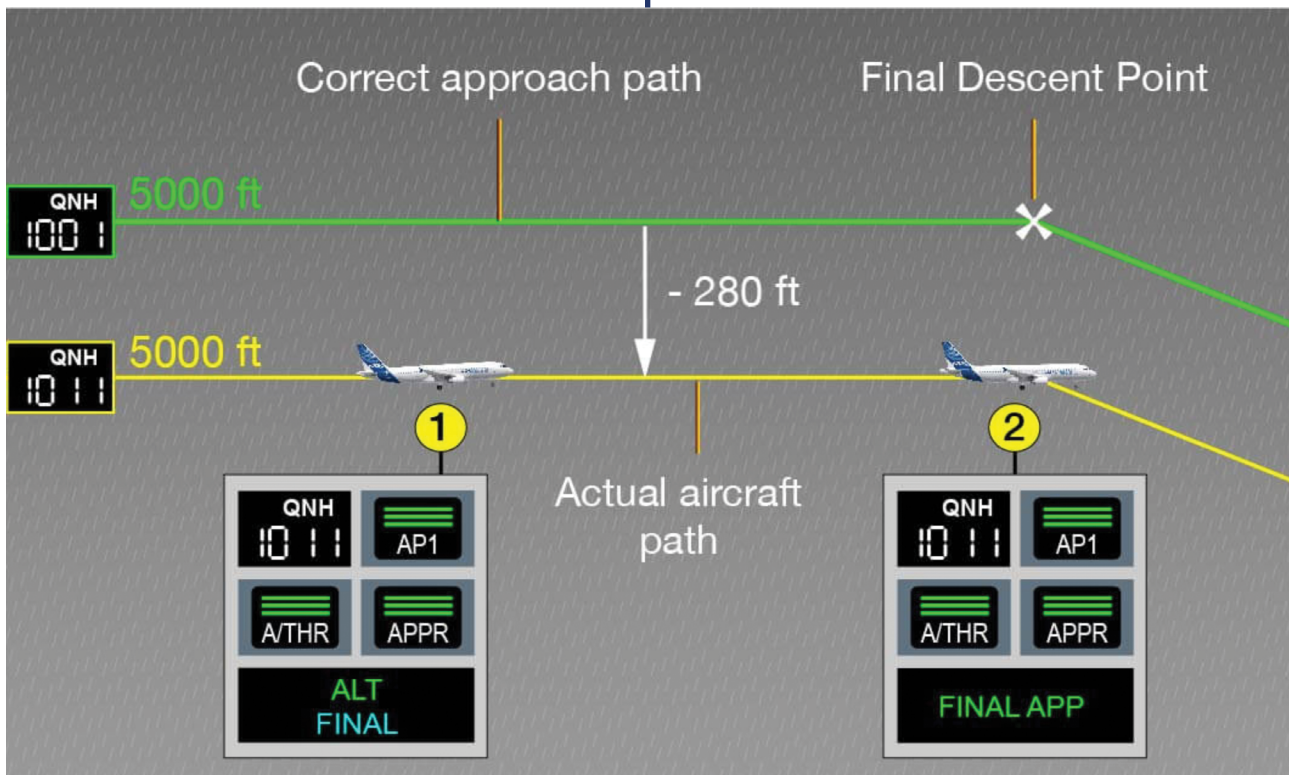 Correct approach path
Final Descent Point
QNH
1001
5000 ft
- 280 ft
QNH
1011
5000 ft
1
2
Actual aircraft
path
QNH
1011
AP1
A/THR
APPR
ALT
FINAL
QNH
1011
AP1
A/THR
APPR
FINAL APP